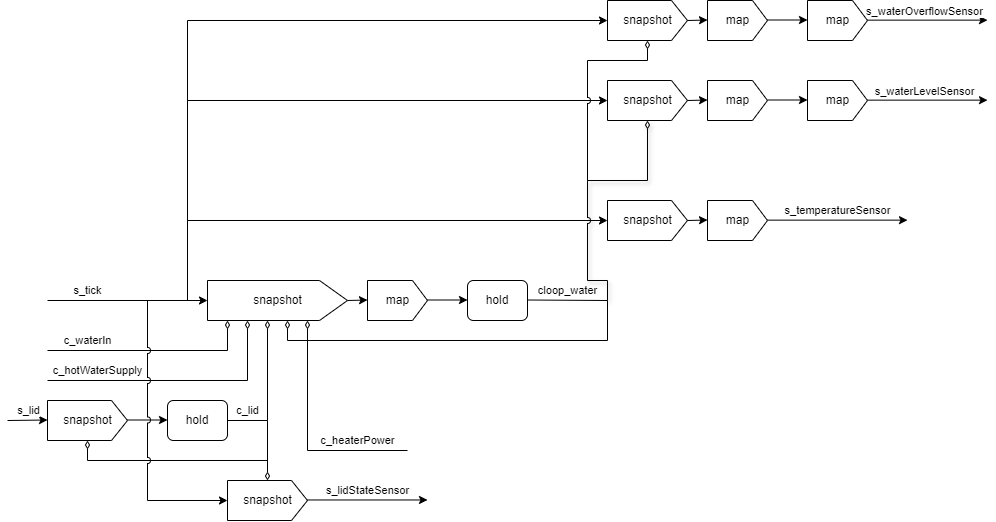 snapshot map map s_waterOverflowSensor
snapshot map map s_waterLevelSensor
snapshot map s_temperatureSensor
s_tick snapshot map hold cloop_water
c_waterIn
c_hotWaterSupply
s_lid snapshot hold c_lid
c_heaterPower
snapshot s_lidStateSensor